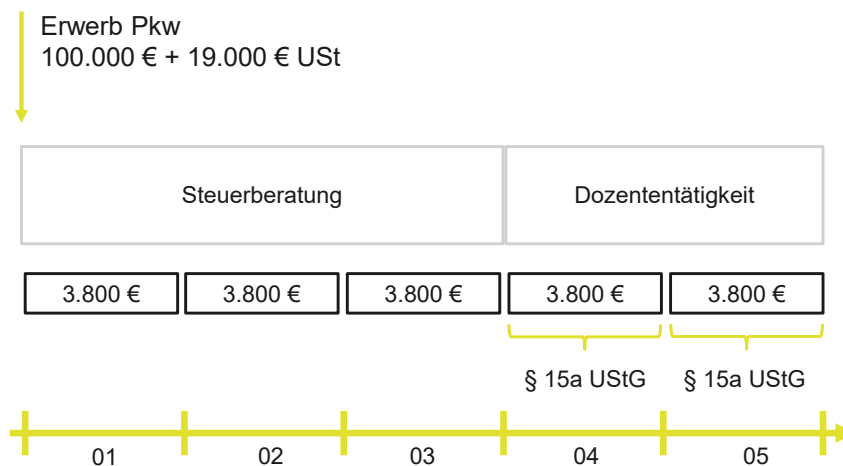 Erwerb Pkw
100.000 € + 19.000 € USt
Steuerberatung
Dozententätigkeit
3.800 €
3.800 €
3.800 €
3.800 €
3.800 €
§ 15a UStG
§ 15a UStG
01
02
03
04
05